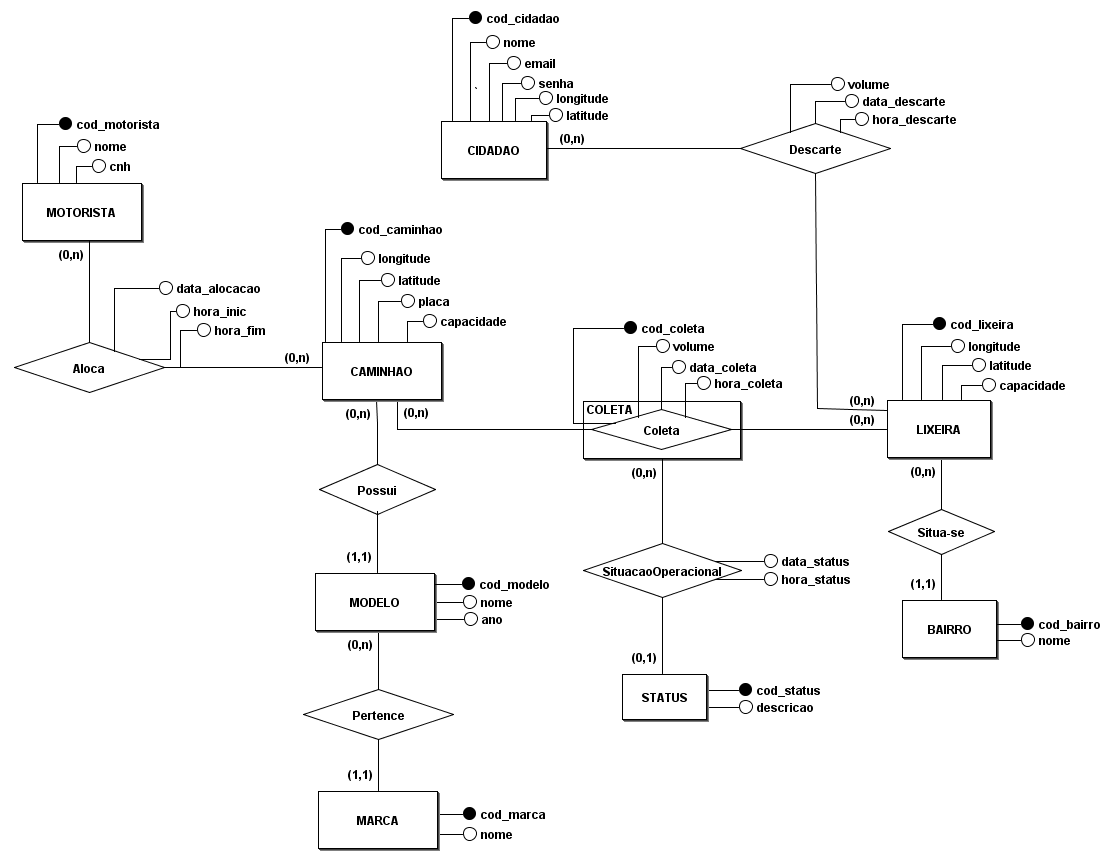 cod_cidadao
nome
email
senha
longitude
latitude
CIDADAO
(0,n)
volume
data_descarte
hora_descarte
Descarte
cod_motorista
nome
cnh
MOTORISTA
(0,n)
data_alocacao
hora_inic
hora_fim
Aloca
(0,n)
cod_caminhao
longitude
latitude
placa
capacidade
CAMINHAO
(0,n)
(0,n)
cod_coleta
volume
data_coleta
hora_coleta
COLETA
Coleta
(0,n)
cod_lixeira
longitude
latitude
capacidade
(0,n)
(0,n)
LIXEIRA
(0,n)
Possui
(1,1)
MODELO
cod_modelo
nome
ano
(0,n)
Pertence
(1,1)
MARCA
cod_marca
nome
SituacaoOperacional
data_status
hora_status
(0,1)
STATUS
cod_status
descricao
Situa-se
(1,1)
BAIRRO
cod_bairro
nome